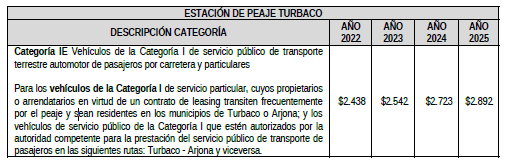 ESTACIÓN DE PEAJE TURBACO
DESCRIPCIÓN CATEGORÍA
AÑO 2022
AÑO 2023
AÑO 2024
AÑO 2025
Categoría IE Vehículos de la Categoría I de servicio público de transporte
terrestre automotor de pasajeros por carretera y particulares
Para los vehículos de la Categoría I de servicio particular, cuyos propietarios
o arrendatarios en virtud de un contrato de leasing transiten frecuentemente
por el peaje y sean residentes en los municipios de Turbaco o Arjona; y los
vehículos de servicio público de la Categoría I que estén autorizados por la
autoridad competente para la prestación del servicio público de transporte de
pasajeros en las siguientes rutas: Turbaco - Arjona y viceversa.
$2.438 $2.542 $2.723 $2.892